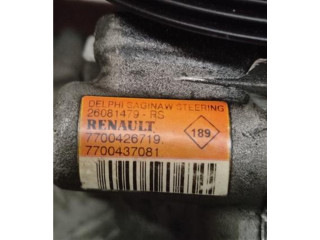 DELPHI SAGINAW STEERING
26081479 - RS
RENAULT
189
7700426719
7700437081